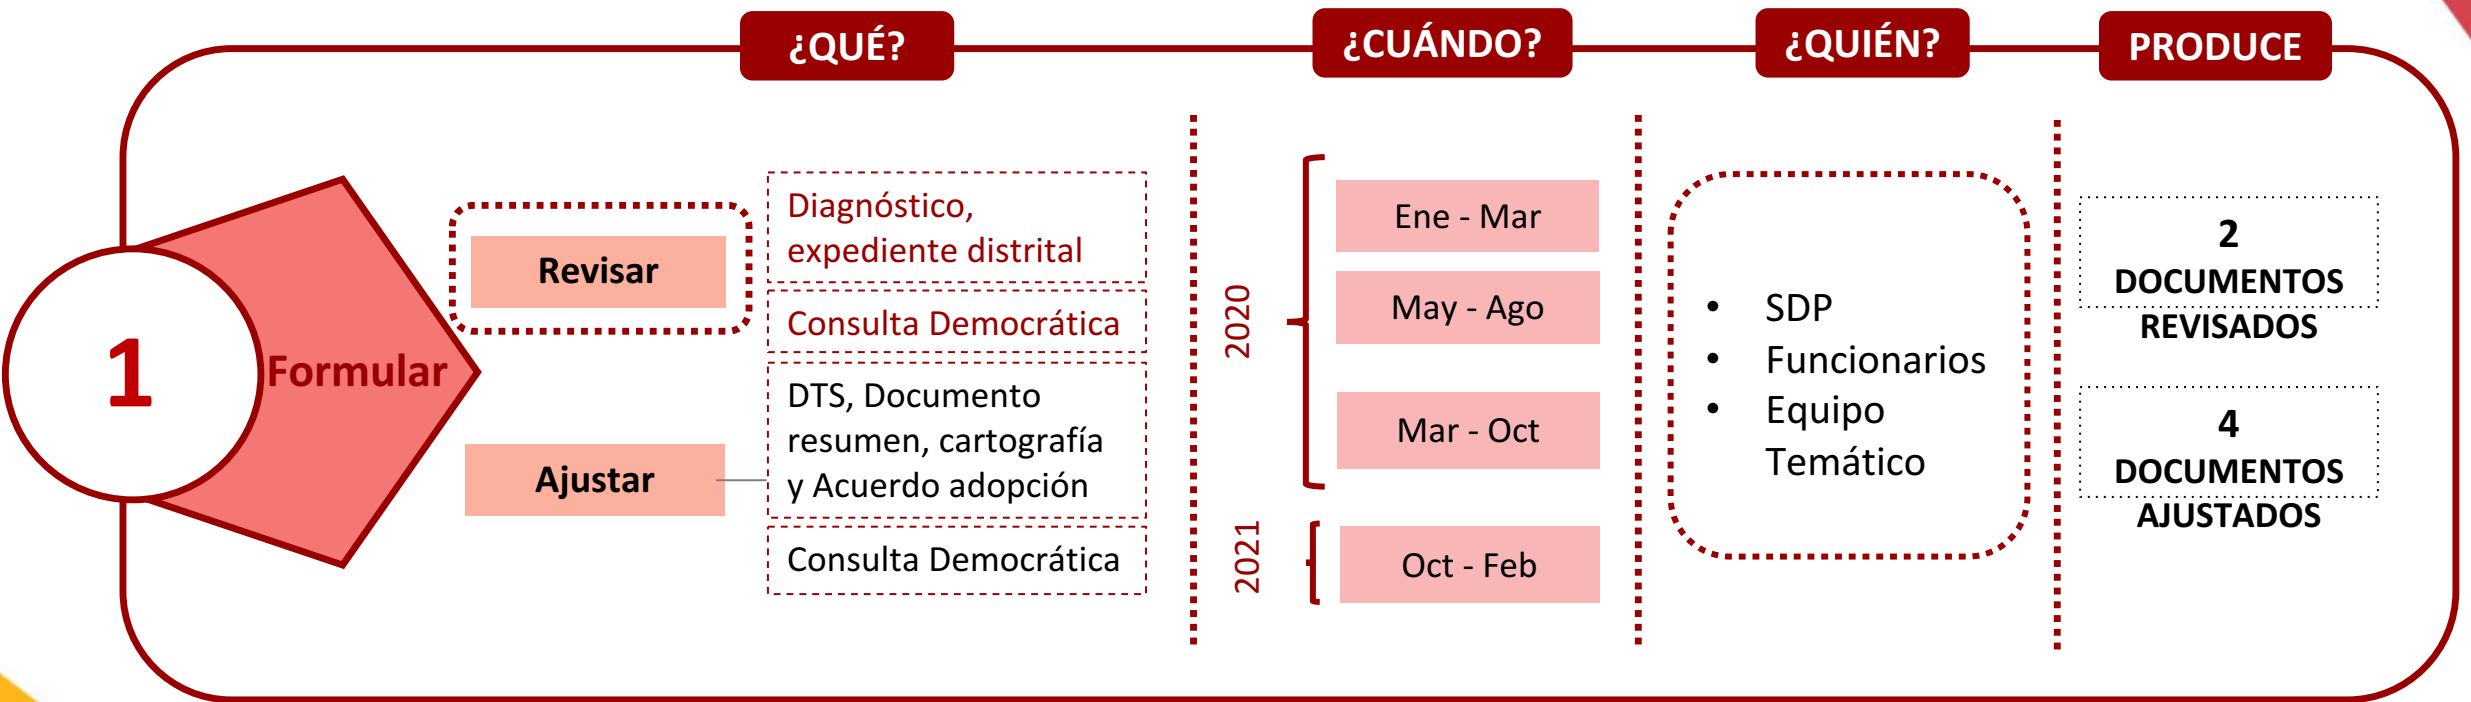 ¿QUÉ?
¿CUÁNDO?
¿QUIÉN?
PRODUCE
1
Formular
Revisar
Diagnóstico,
expediente distrital
Consulta Democrática
Ajustar
DTS, Documento
resumen, cartografía
y Acuerdo adopción
Consulta Democrática
2020
Ene - Mar
May - Ago
Mar - Oct
2021
Oct - Feb
• SDP
• Funcionarios
• Equipo
Temático
2
DOCUMENTOS
REVISADOS
4
DOCUMENTOS
AJUSTADOS